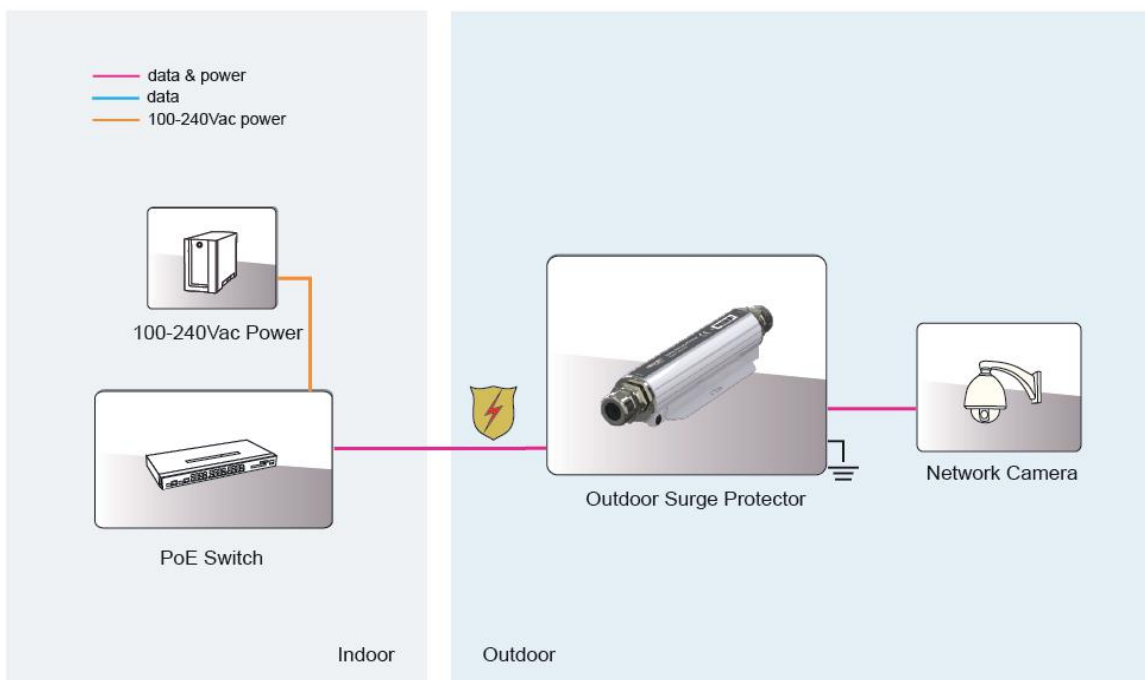 data & power
data
100-240Vac power
100-240Vac Power
PoE Switch
Indoor
Outdoor Surge Protector
Network Camera
Outdoor